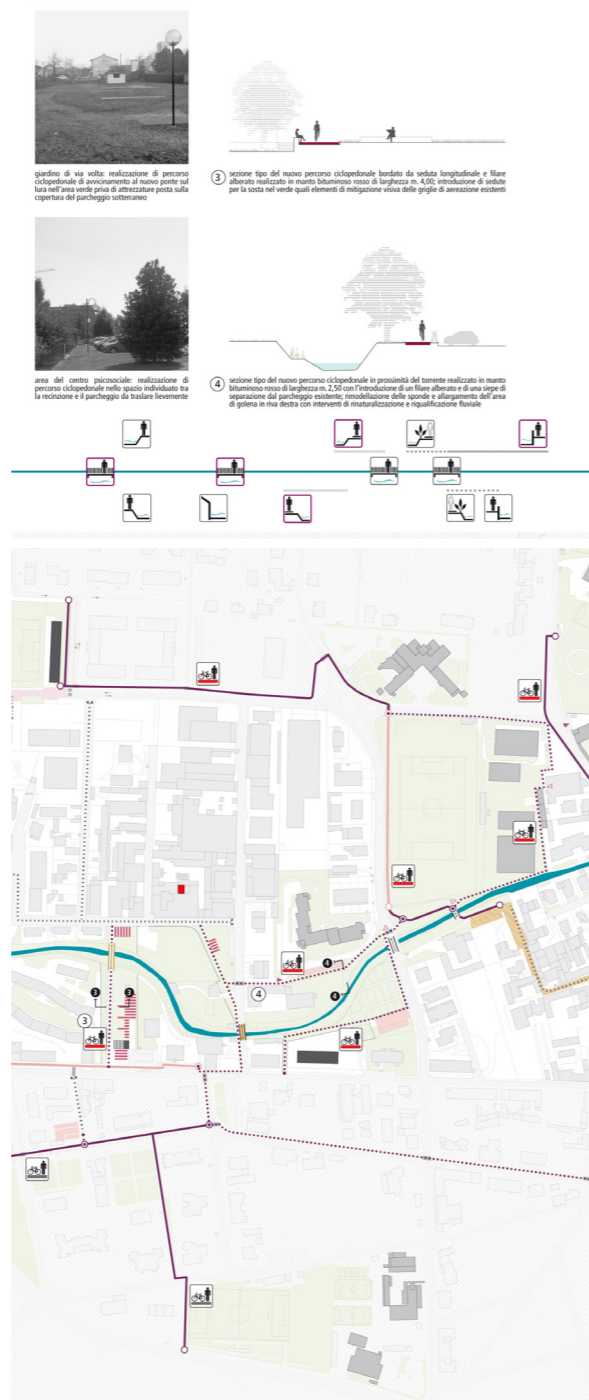 giardino di via volta: realizzazione di percorso
ciclopedonale di avvicinamento al nuovo ponte sul
lura nell'area verde priva di attrezzature posta sulla
copertura del parcheggio sotterraneo
3
sezione tipo del nuovo percorso ciclopedonale bordato da seduta longitudinale e filare
alberato realizzato in manto bituminoso rosso di larghezza m. 4,00; introduzione di sedute
per la sosta nel verde quali elementi di mitigazione visiva delle griglie di aereazione esistenti
area del centro psicosociale: realizzazione di
percorso ciclopedonale nello spazio individuato tra
la recinzione e il parcheggio da traslare lievemente
4
sezione tipo del nuovo percorso ciclopedonale in prossimità del torrente realizzato in manto
bituminoso rosso di larghezza m. 2,50 con l'introduzione di un filare alberato e di una siepe di
separazione dal parcheggio esistente; rimodellazione delle sponde e allargamento dell'area
di golena in riva destra con interventi di rinaturalizzazione e riqualificazione fluviale
4
3 3
4
4
3